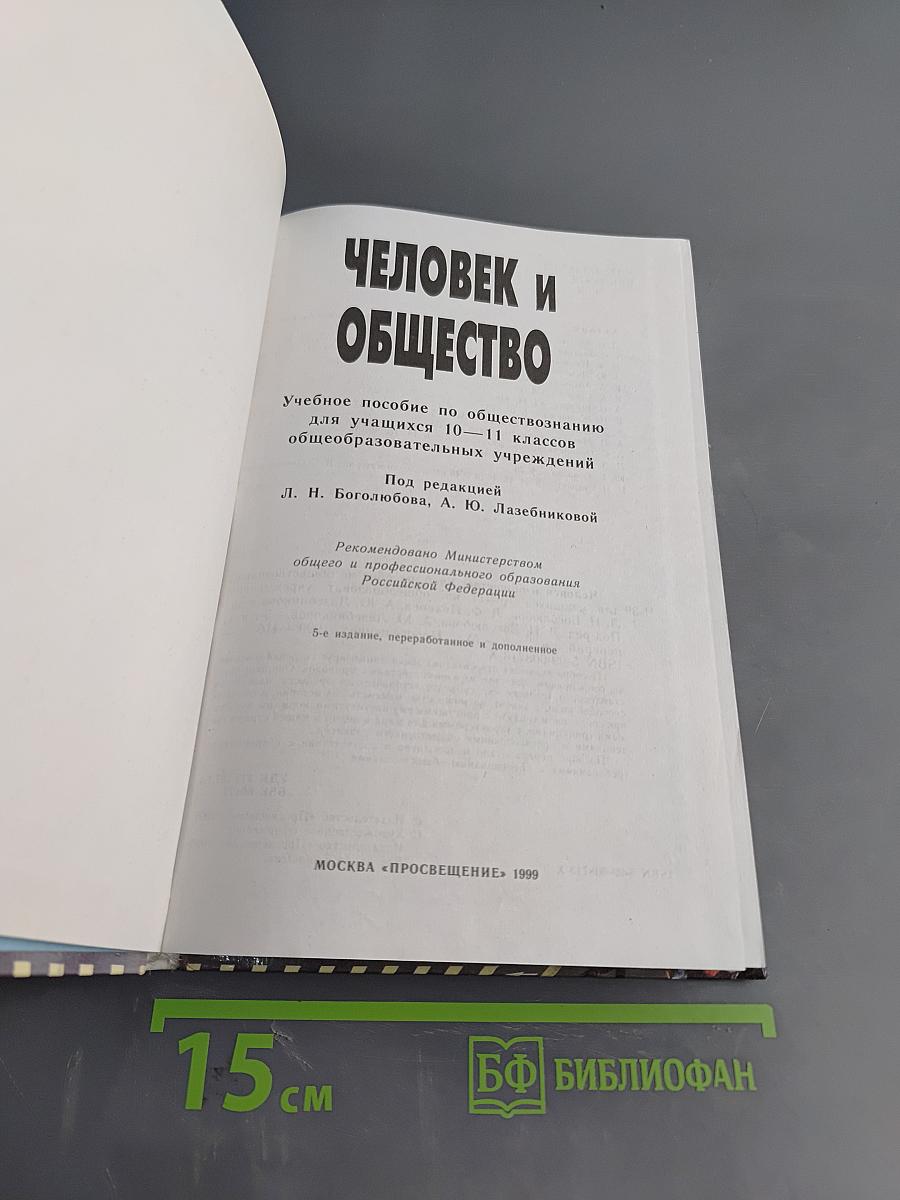 ЧЕЛОВЕК И
ОБЩЕСТВО
Учебное пособие по обществознанию
для учащихся 10—11 классов
общеобразовательных учреждений
Под редакцией
Л. Н. Боголюбова, А. Ю. Лазебниковой
Рекомендовано Министерством
общего и профессионального образования
Российской Федерации
5-е издание, переработанное и дополненное
МОСКВА «ПРОСВЕЩЕНИЕ» 1999
15 см
БФ БИБЛИОФАН